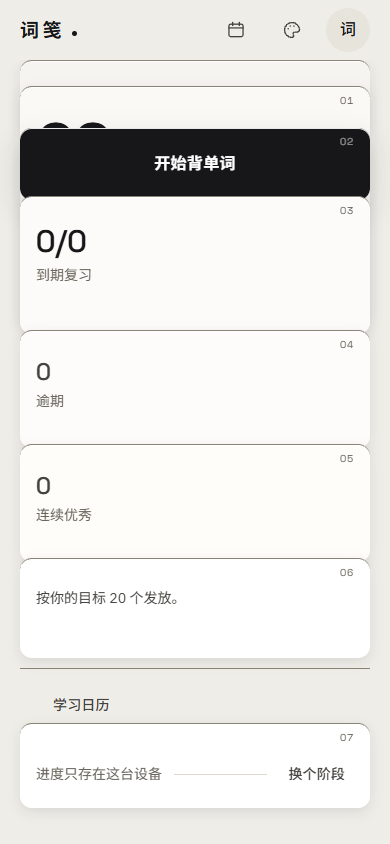 词笺
词
01
02
开始背单词
03
0/0
到期复习
04
0
逾期
05
0
连续优秀
06
按你的目标 20 个发放。
学习日历
07
进度只存在这台设备
换个阶段